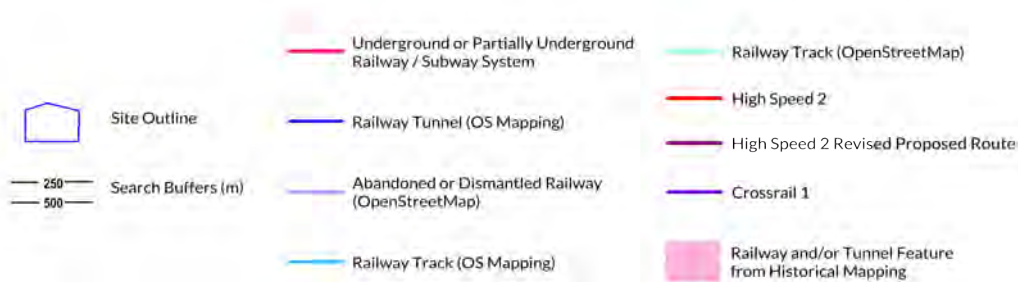 Site Outline
250
500
Search Buffers (m)
Underground or Partially Underground
Railway / Subway System
Railway Tunnel (OS Mapping)
Abandoned or Dismantled Railway
(OpenStreetMap)
Railway Track (OS Mapping)
Railway Track (OpenStreetMap)
High Speed 2
High Speed 2 Revised Proposed Route
Crossrail 1
Railway and/or Tunnel Feature
from Historical Mapping